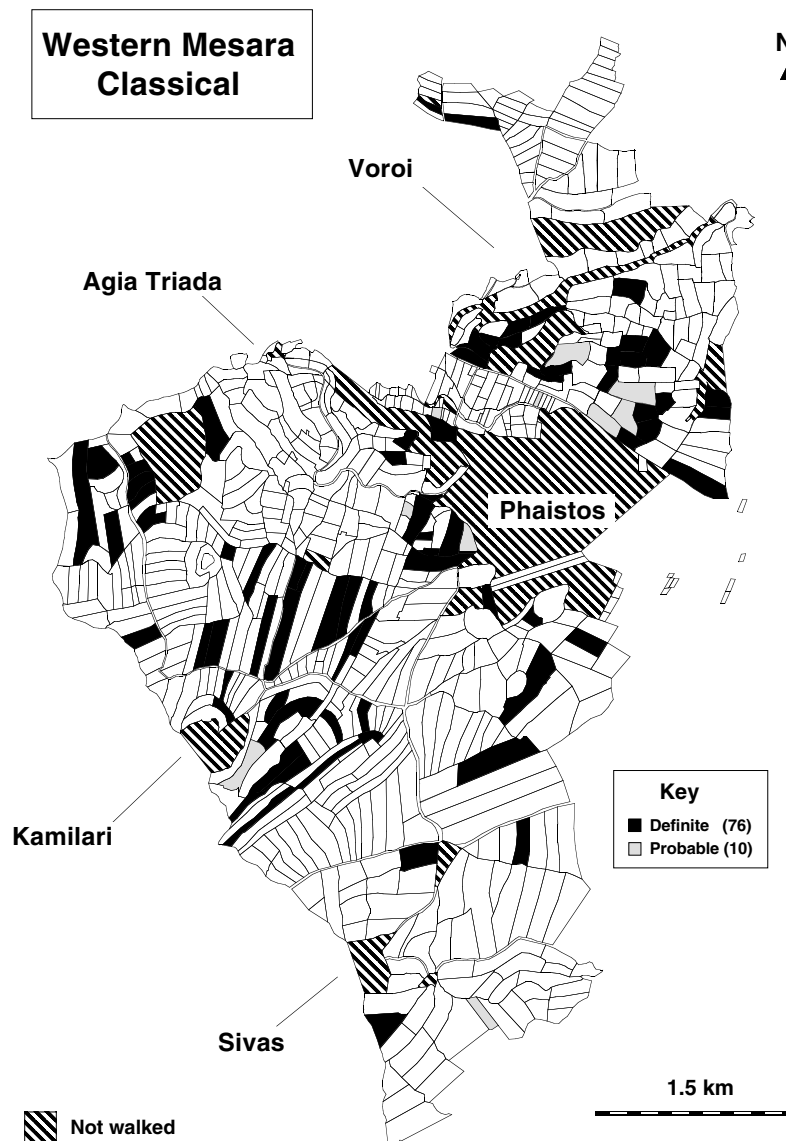 Western Mesara
Classical
N
Voroi
Agia Triada
Phaistos
Kamilari
Key
Definite (76)
Probable (10)
Sivas
1.5 km
Not walked